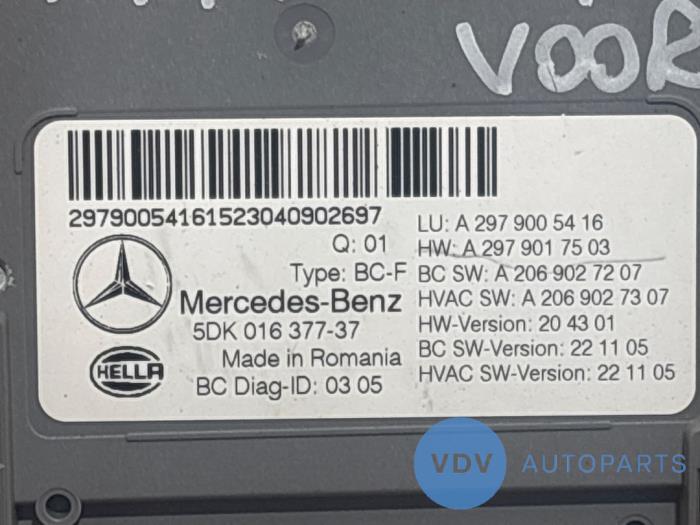 VOOR
2979005416152304090 2697
Q: 01
Type: BC-F
Mercedes-Benz
5DK 016 377-37
Made in Romania
BC Diag-ID: 03 05
HELLA
LU: A 297 900 54 16
HW: A 297 901 75 03
BC SW: A 206 902 72 07
HVAC SW: A 206 902 73 07
HW-Version: 20 43 01
BC SW-Version: 22 11 05
HVAC SW-Version: 22 11 05
VDV AUTOPARTS